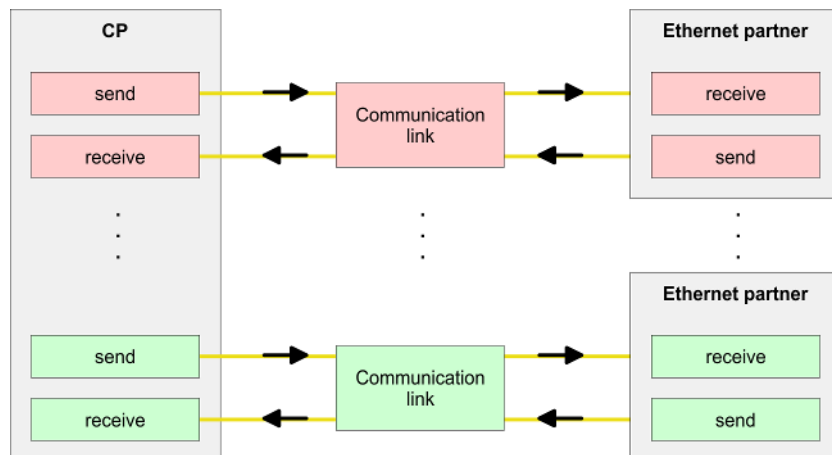 CP
Ethernet partner
send
receive
Communication
link
receive
send
Ethernet partner
send
receive
Communication
link
receive
send